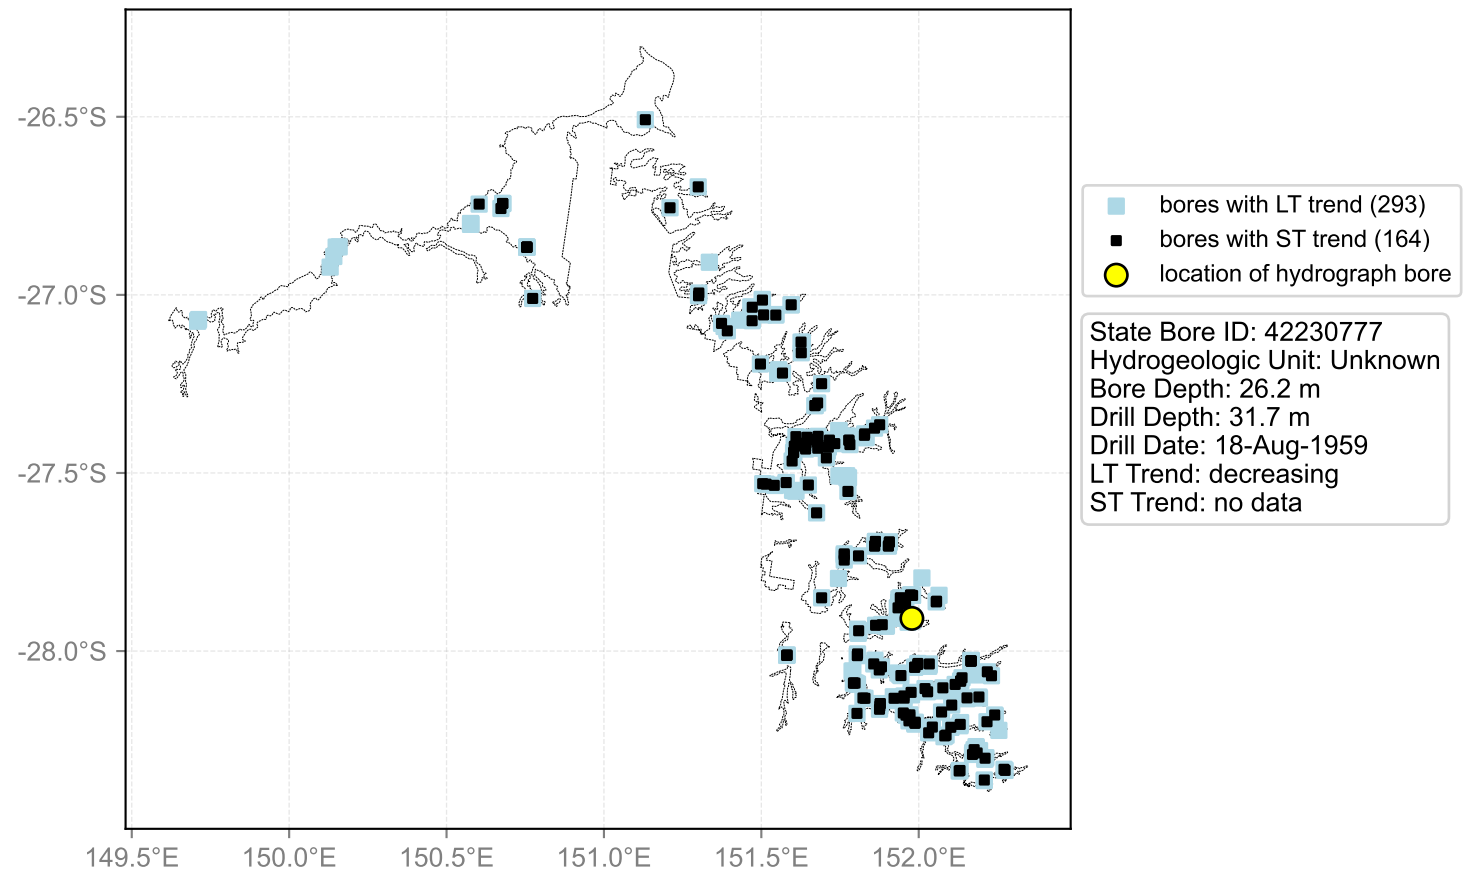 -26.5°S
-27.0°S
-27.5°S
-28.0°S
149.5°E
150.0°E
150.5°E
151.0°E
151.5°E
152.0°E
bores with LT trend (293)
bores with ST trend (164)
location of hydrograph bore
State Bore ID: 42230777
Hydrogeologic Unit: Unknown
Bore Depth: 26.2 m
Drill Depth: 31.7 m
Drill Date: 18-Aug-1959
LT Trend: decreasing
ST Trend: no data